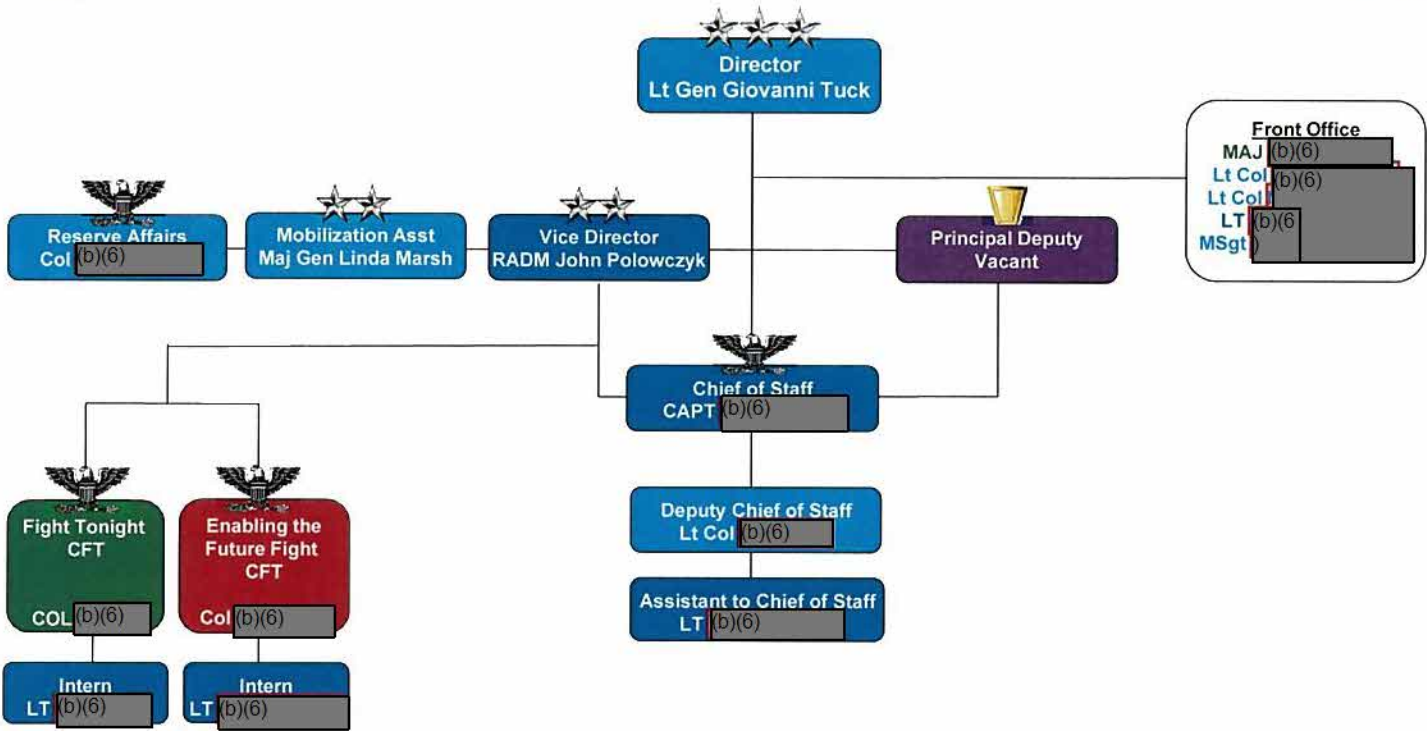 Director
Lt Gen Giovanni Tuck
Front Office
MAJ (b)(6)
Lt Col (b)(6)
Lt Col
LT (b)(6
MSgt )
Reserve Affairs
Col (b)(6)
Mobilization Asst
Maj Gen Linda Marsh
Vice Director
RADM John Polowczyk
Principal Deputy
Vacant
Chief of Staff
CAPT (b)(6)
Fight Tonight
CFT
COL (b)(6)
Enabling the
Future Fight
CFT
Col (b)(6)
Deputy Chief of Staff
Lt Col (b)(6)
Assistant to Chief of Staff
LT (b)(6)
Intern
LT (b)(6)
Intern
LT (b)(6)